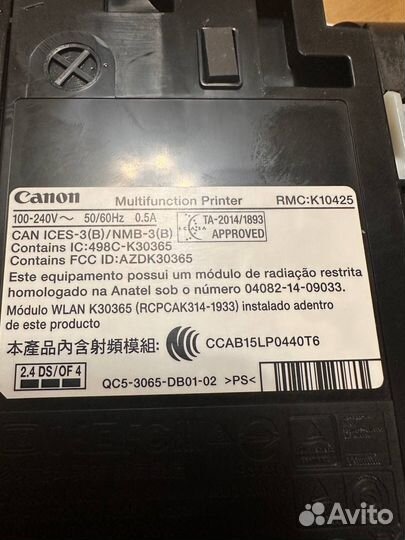 Canon Multifunction Printer RMC:K10425
100-240V～ 50/60Hz 0.5A
TA-2014/1893
APPROVED
CAN ICES-3(B)/NMB-3(B)
Contains IC:498C-K30365
Contains FCC ID:AZDK30365
Este equipamento possui um módulo de radiação restrita
homologado na Anatel sob o número 04082-14-09033.
Módulo WLAN K30365 (RCPCAK314-1933) instalado adentro
de este producto
本產品內含射頻模組: CCAB15LP0440T6
2.4 DS/OF 4 QC5-3065-DB01-02 >PS<
Avito